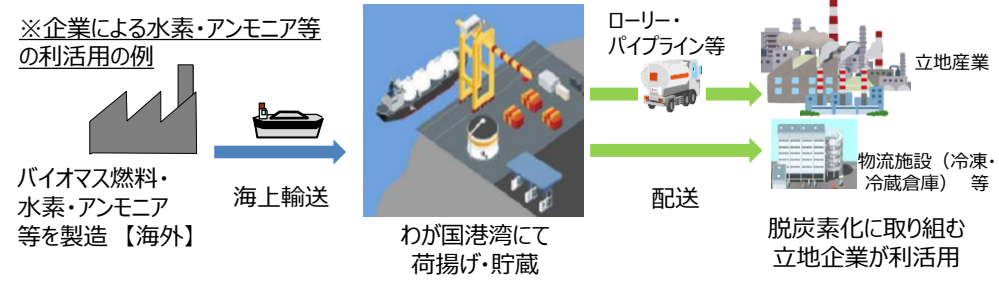 ※企業による水素・アンモニア等
の利活用の例
バイオマス燃料・
水素・アンモニア
等を製造 【海外】
海上輸送
わが国港湾にて
荷揚げ・貯蔵
ローリー・
パイプライン等
配送
立地産業
物流施設（冷凍・
冷蔵倉庫） 等
脱炭素化に取り組む
立地企業が利活用